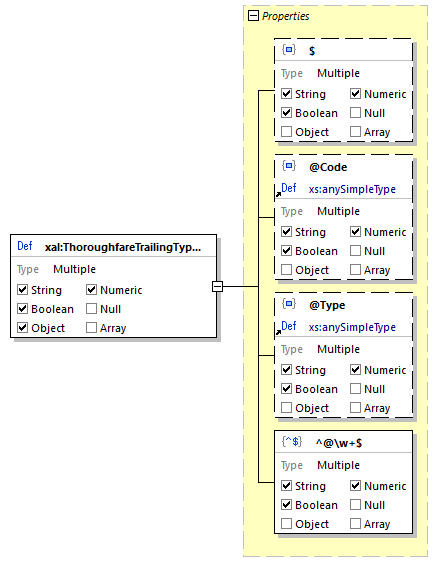 Properties
$
Type Multiple
String Numeric
Boolean Null
Object Array
@Code
Def xs:anySimpleType
Type Multiple
String Numeric
Boolean Null
Object Array
Def xal:ThoroughfareTrailingTyp...
Type Multiple
String Numeric
Boolean Null
Object Array
@Type
Def xs:anySimpleType
Type Multiple
String Numeric
Boolean Null
Object Array
{^$} ^@\w+$
Type Multiple
String Numeric
Boolean Null
Object Array